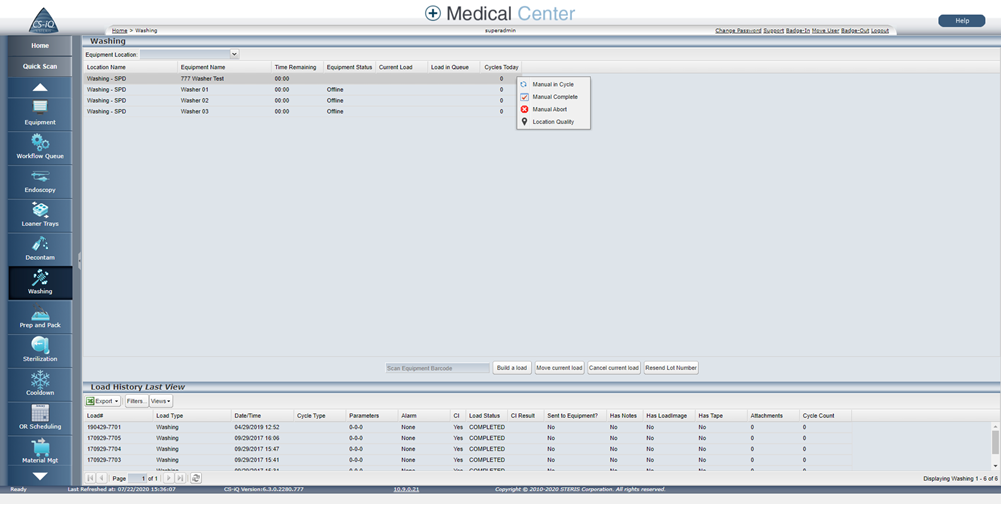 CS-iQ
Medical Center
Help
Home > Washing
superadmin
Change Password Support Badge-In Move User Badge-Out Logout
Home
Quick Scan
Equipment
Workflow Queue
Endoscopy
Loaner Trays
Decontam
Washing
Prep and Pack
Sterilization
Cooldown
OR Scheduling
Material Mgt
Washing
Equipment Location:
Location Name Equipment Name Time Remaining Equipment Status Current Load Load in Queue Cycles Today
Washing - SPD 777 Washer Test 00:00 0
Washing - SPD Washer 01 00:00 Offline 0
Washing - SPD Washer 02 00:00 Offline 0
Washing - SPD Washer 03 00:00 Offline 0
Manual in Cycle
Manual Complete
Manual Abort
Location Quality
Scan Equipment Barcode Build a load Move current load Cancel current load Resend Lot Number
Load History Last View
Export Filters... Views
Load# Load Type Date/Time Cycle Type Parameters Alarm CI Load Status CI Result Sent to Equipment? Has Notes Has LoadImage Has Tape Attachments Cycle Count
190429-7701 Washing 04/29/2019 12:52 0-0-0 None Yes COMPLETED No No No No 0 0
170929-7705 Washing 09/29/2017 16:06 0-0-0 None Yes COMPLETED No No No No 0 0
170929-7704 Washing 09/29/2017 15:47 0-0-0 None Yes COMPLETED No No No No 0 0
170929-7703 Washing 09/29/2017 15:41 0-0-0 None Yes COMPLETED No No No No 0 0
Page 1 of 1
Displaying Washing 1 - 6 of 6
Ready Last Refreshed at: 07/22/2020 15:36:07 CS-iQ Version:6.3.0.2280.777 10.9.0.21 Copyright © 2010-2020 STERIS Corporation. All rights reserved.